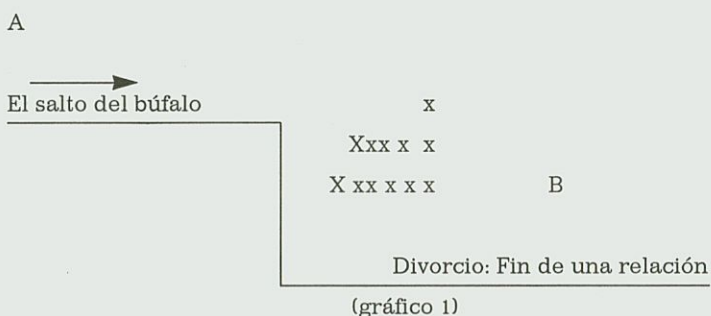 A
El salto del búfalo
x
Xxx x x
X xx x x x
B
Divorcio: Fin de una relación
(gráfico 1)